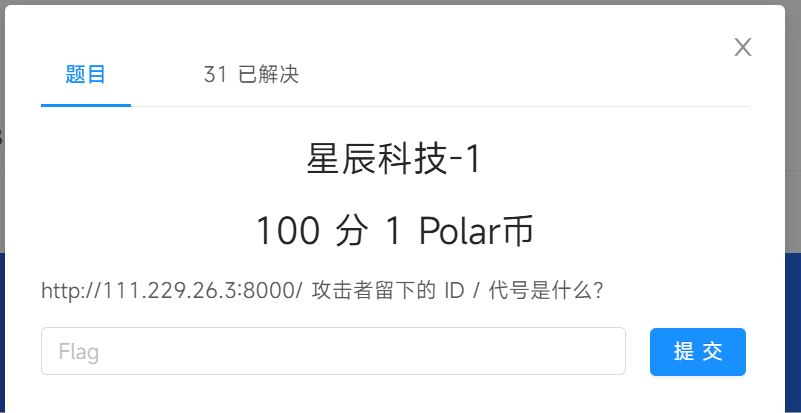 X
题目 31 已解决
星辰科技-1
100 分 1 Polar币
http://111.229.26.3:8000/ 攻击者留下的 ID / 代号是什么?
Flag 提 交